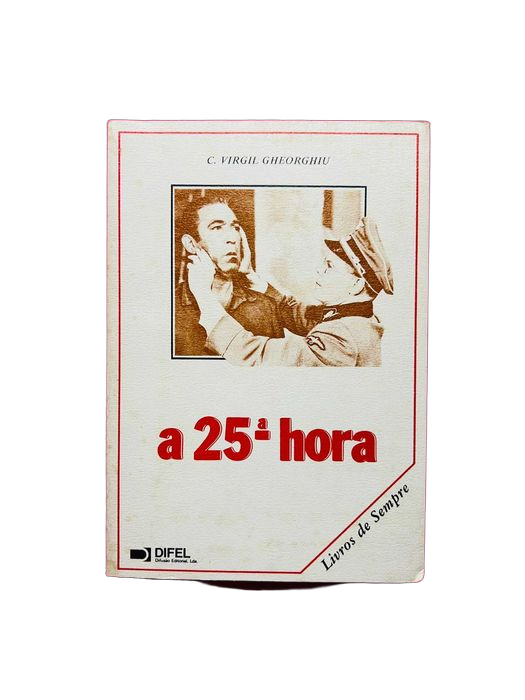 C. VIRGIL GHEORGHIU
a 25ª hora
Livros de Sempre
DIFEL
Difusão Editorial, Lda.